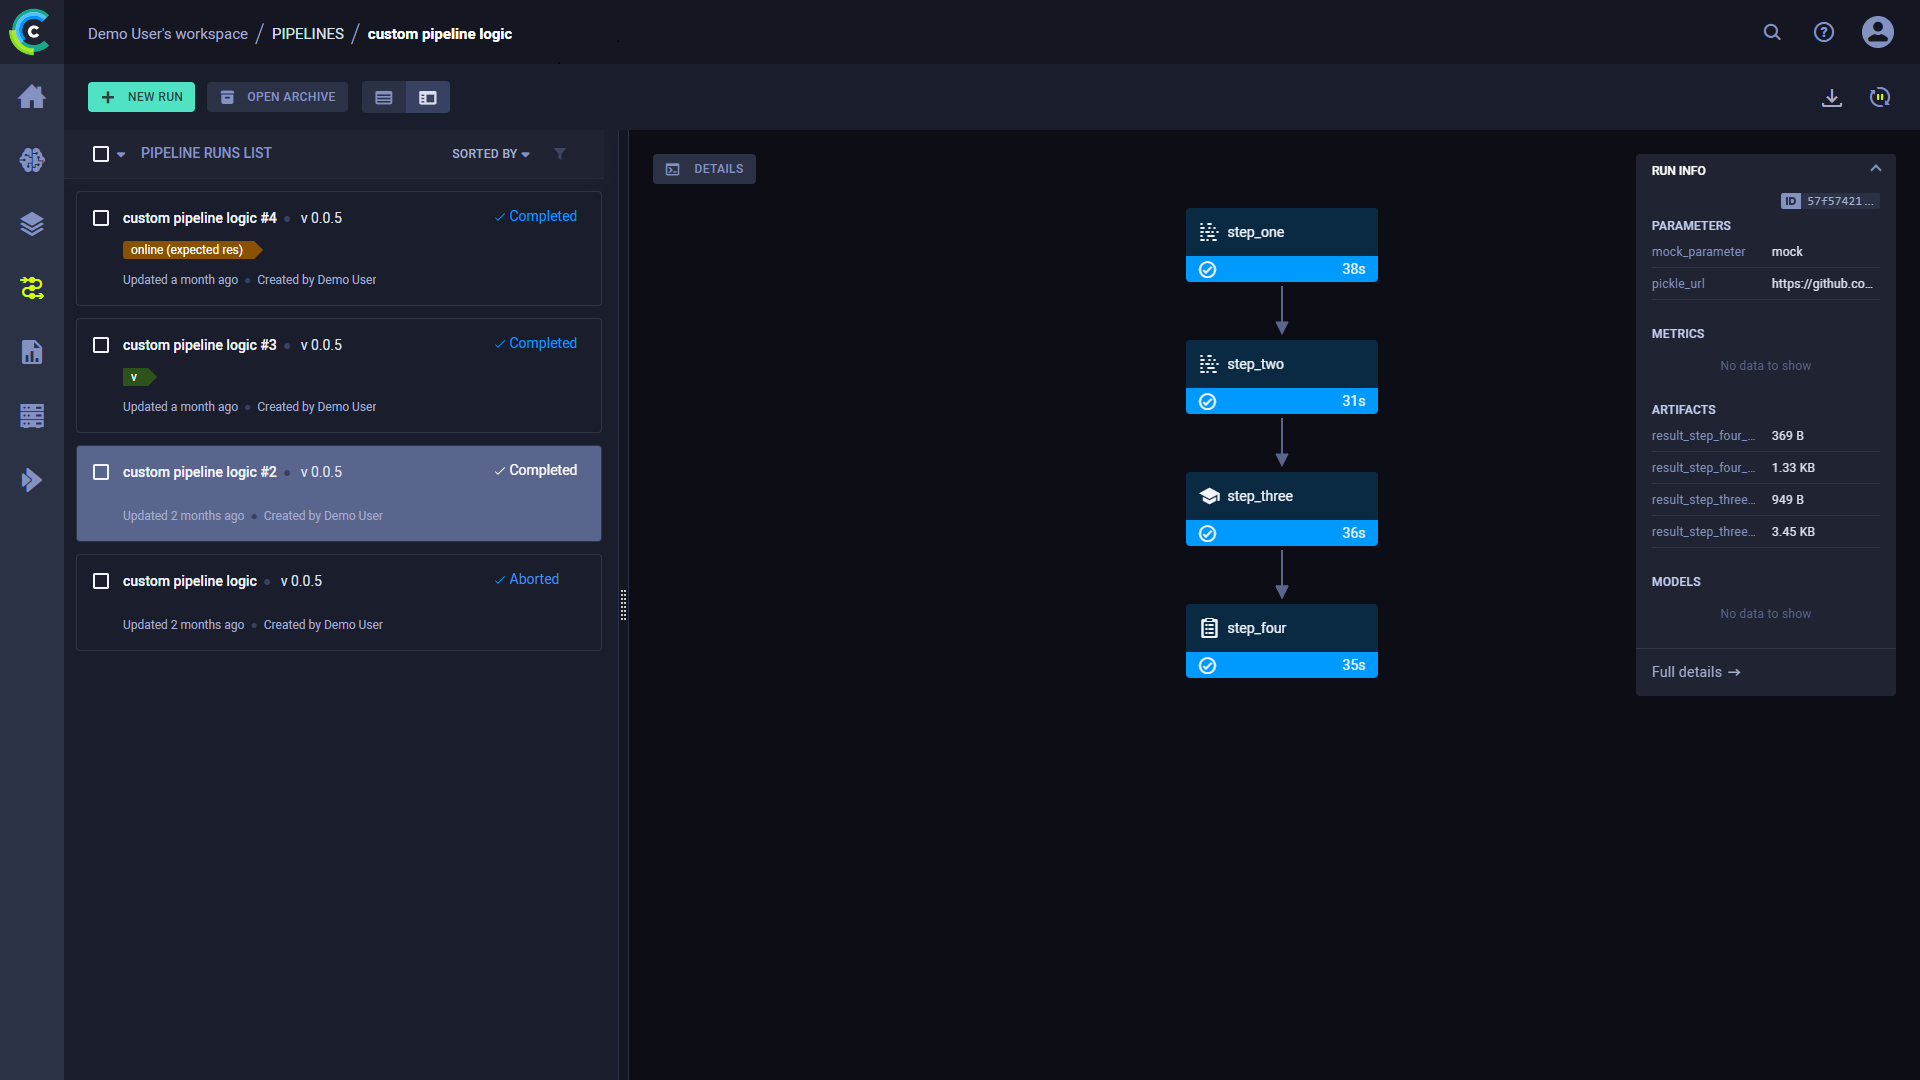 Demo User's workspace / PIPELINES / custom pipeline logic
NEW RUN
OPEN ARCHIVE
PIPELINE RUNS LIST
SORTED BY
custom pipeline logic #4 v 0.0.5
Completed
online (expected res)
Updated a month ago Created by Demo User
custom pipeline logic #3 v 0.0.5
Completed
v
Updated a month ago Created by Demo User
custom pipeline logic #2 v 0.0.5
Completed
Updated 2 months ago Created by Demo User
custom pipeline logic v 0.0.5
Aborted
Updated 2 months ago Created by Demo User
DETAILS
step_one
38s
step_two
31s
step_three
36s
step_four
35s
RUN INFO
ID 57f57421...
PARAMETERS
mock_parameter mock
pickle_url https://github.co...
METRICS
No data to show
ARTIFACTS
result_step_four_... 369 B
result_step_four_... 1.33 KB
result_step_three... 949 B
result_step_three... 3.45 KB
MODELS
No data to show
Full details →